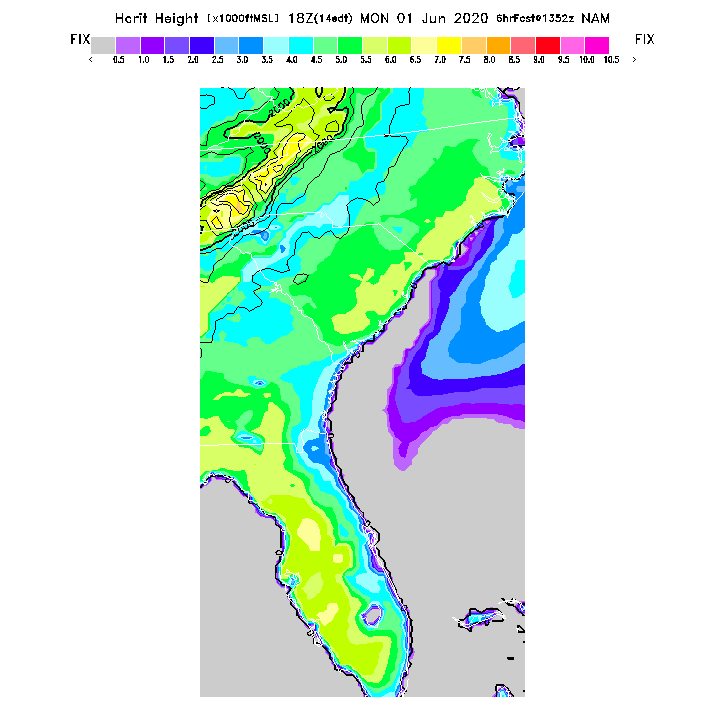 Hcrit Height [x1000ftMSL] 18Z(14edt) MON 01 Jun 2020 6hrFcst@1352z NAM
FIX FIX
< 0.5 1.0 1.5 2.0 2.5 3.0 3.5 4.0 4.5 5.0 5.5 6.0 6.5 7.0 7.5 8.0 8.5 9.0 9.5 10.0 10.5 >
2000
2000